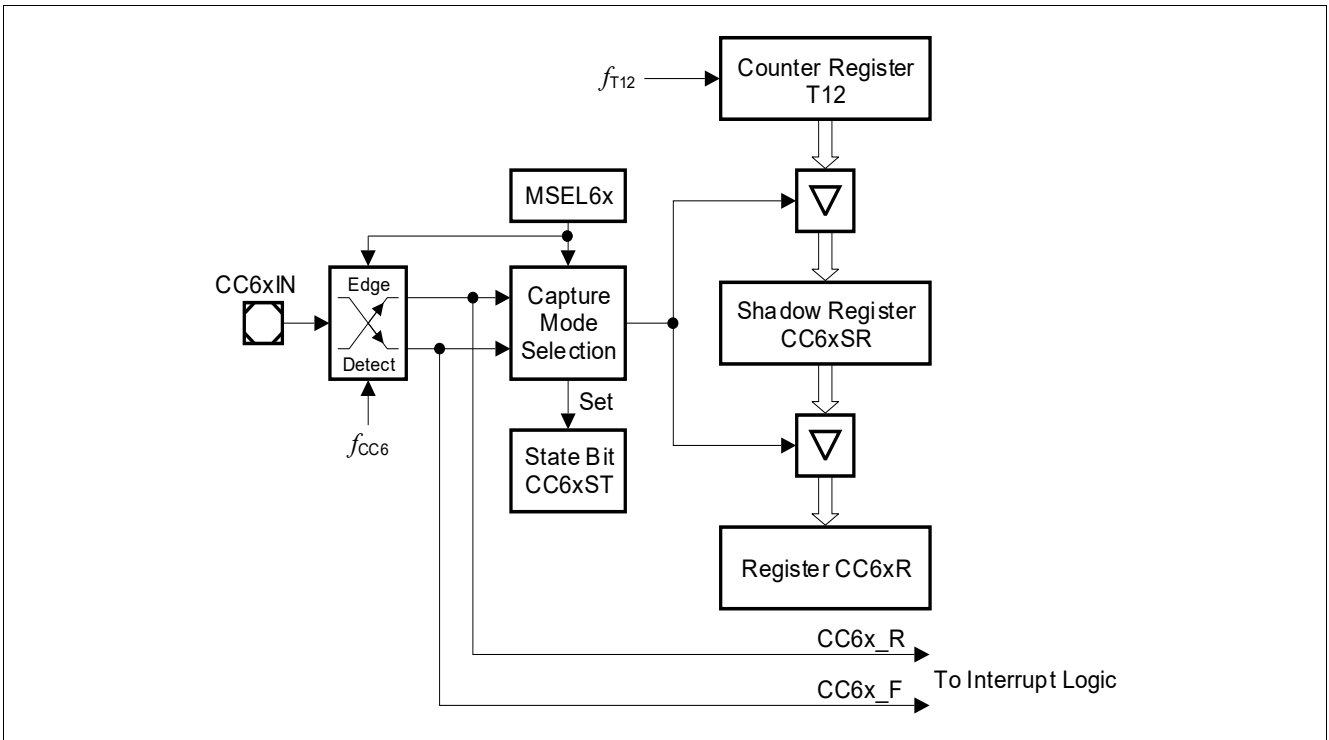 Counter Register
T12
fT12
MSEL6x
CC6xIN
Edge
Detect
Capture
Mode
Selection
Shadow Register
CC6xSR
Set
fCC6
State Bit
CC6xST
Register CC6xR
CC6x_R
To Interrupt Logic
CC6x_F